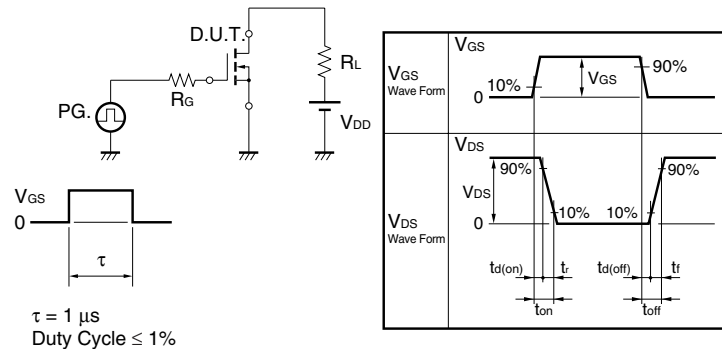 D.U.T.
RL
RG
PG.
VDD
VGS
0
τ
τ = 1 μs
Duty Cycle ≤ 1%
VGS
Wave Form
VGS
10%
VGS
90%
0
VDS
Wave Form
VGS
VDS
90%
90%
VDS
10%
10%
0
td(on)
tr
td(off)
tf
ton
toff